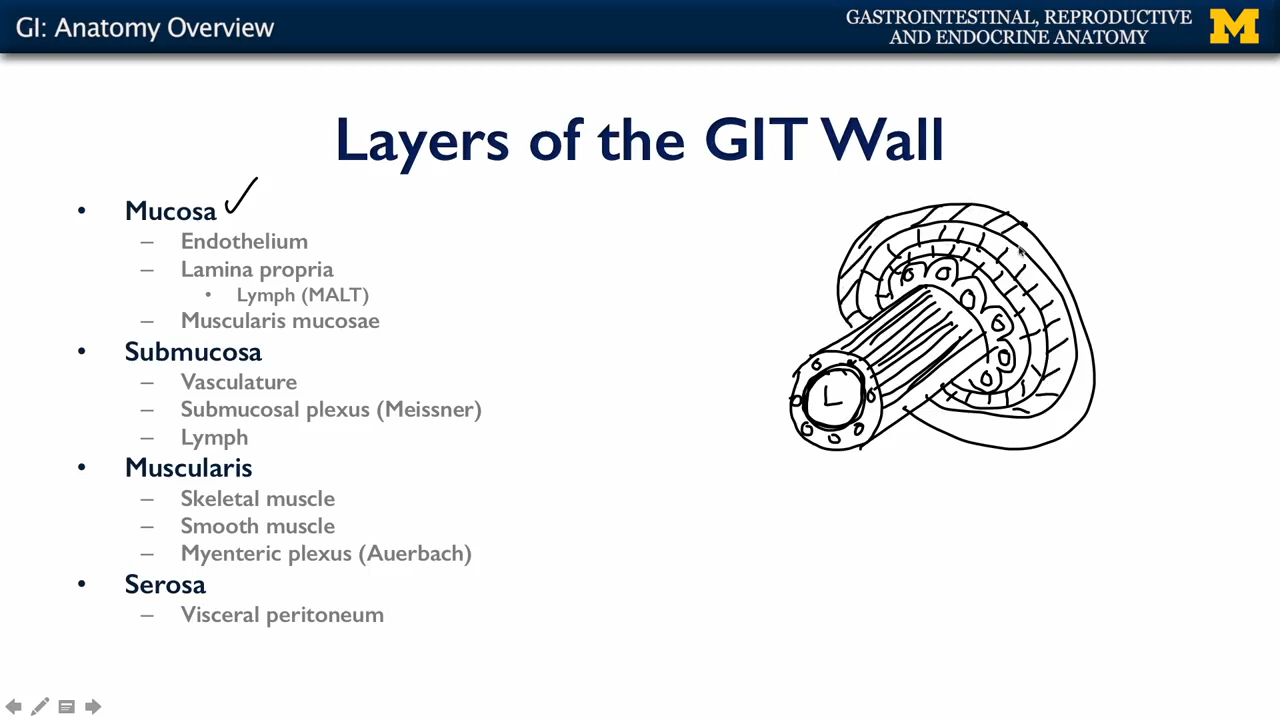 GI: Anatomy Overview
GASTROINTESTINAL, REPRODUCTIVE
AND ENDOCRINE ANATOMY
M
Layers of the GIT Wall
• Mucosa
– Endothelium
– Lamina propria
• Lymph (MALT)
– Muscularis mucosae
• Submucosa
– Vasculature
– Submucosal plexus (Meissner)
– Lymph
• Muscularis
– Skeletal muscle
– Smooth muscle
– Myenteric plexus (Auerbach)
• Serosa
– Visceral peritoneum
L